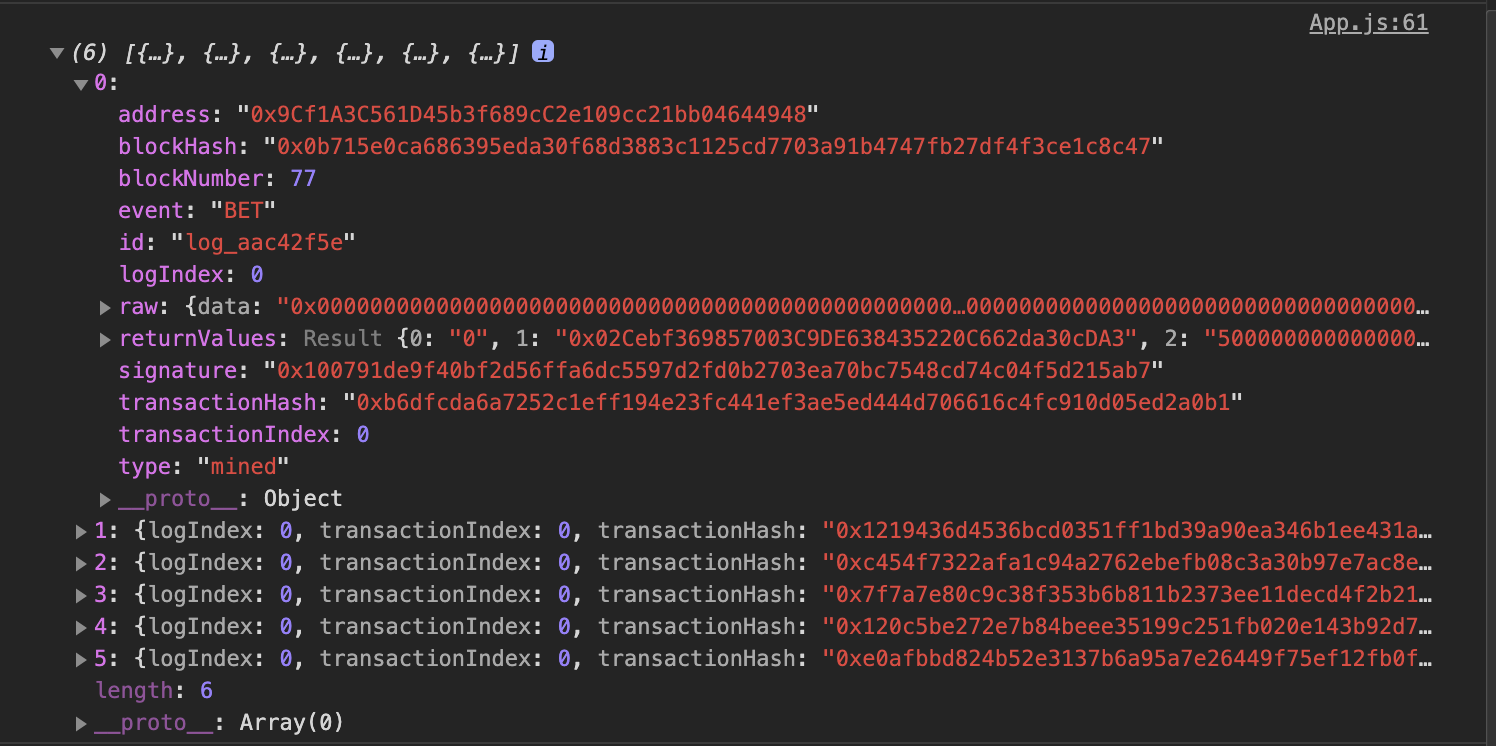 App.js:61
▼(6) [{…}, {…}, {…}, {…}, {…}, {…}] i
▼0:
address: "0x9Cf1A3C561D45b3f689cC2e109cc21bb04644948"
blockHash: "0x0b715e0ca686395eda30f68d3883c1125cd7703a91b4747fb27df4f3ce1c8c47"
blockNumber: 77
event: "BET"
id: "log_aac42f5e"
logIndex: 0
▶raw: {data: "0x000000000000000000000000000000000000000000000000…0000000000000000000000000000000000…
▶returnValues: Result {0: "0", 1: "0x02Cebf369857003C9DE638435220C662da30cDA3", 2: "500000000000000…
signature: "0x100791de9f40bf2d56ffa6dc5597d2fd0b2703ea70bc7548cd74c04f5d215ab7"
transactionHash: "0xb6dfcda6a7252c1eff194e23fc441ef3ae5ed444d706616c4fc910d05ed2a0b1"
transactionIndex: 0
type: "mined"
▶__proto__: Object
▶1: {logIndex: 0, transactionIndex: 0, transactionHash: "0x1219436d4536bcd0351ff1bd39a90ea346b1ee431a…
▶2: {logIndex: 0, transactionIndex: 0, transactionHash: "0xc454f7322afa1c94a2762ebefb08c3a30b97e7ac8e…
▶3: {logIndex: 0, transactionIndex: 0, transactionHash: "0x7f7a7e80c9c38f353b6b811b2373ee11decd4f2b21…
▶4: {logIndex: 0, transactionIndex: 0, transactionHash: "0x120c5be272e7b84beee35199c251fb020e143b92d7…
▶5: {logIndex: 0, transactionIndex: 0, transactionHash: "0xe0afbbd824b52e3137b6a95a7e26449f75ef12fb0f…
length: 6
▶__proto__: Array(0)